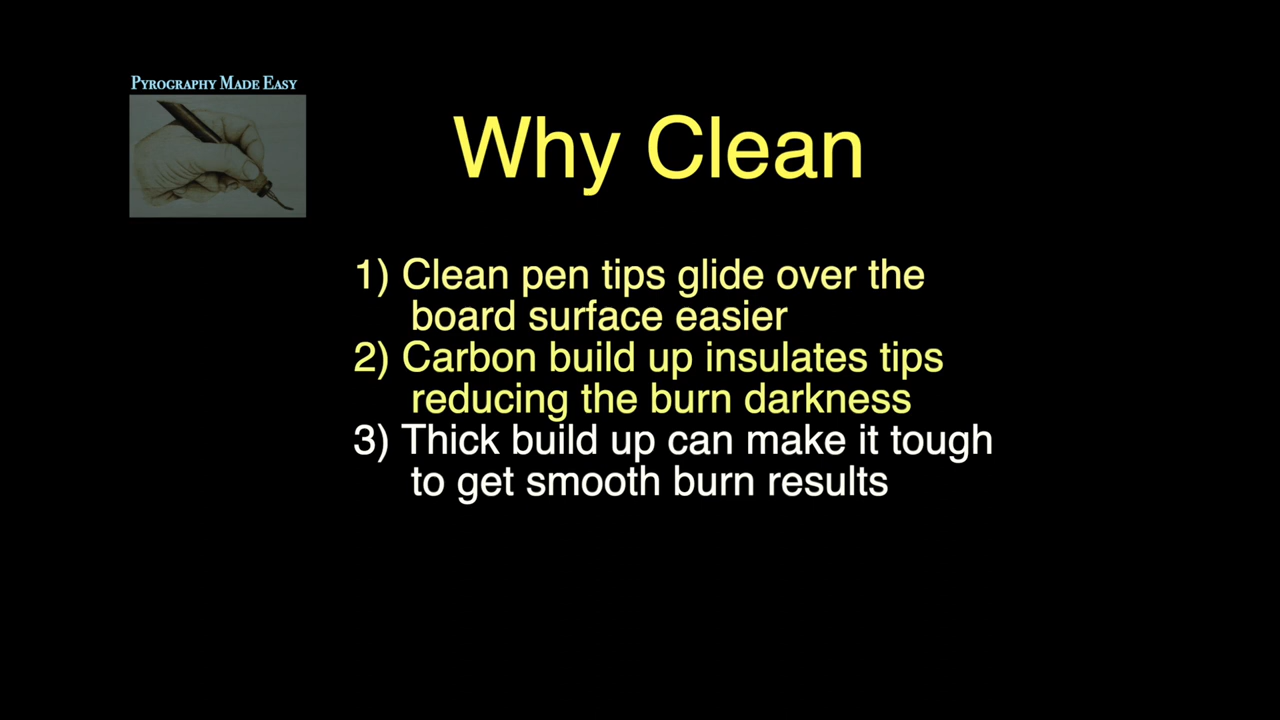 Pyrography Made Easy
Why Clean
1) Clean pen tips glide over the
board surface easier
2) Carbon build up insulates tips
reducing the burn darkness
3) Thick build up can make it tough
to get smooth burn results